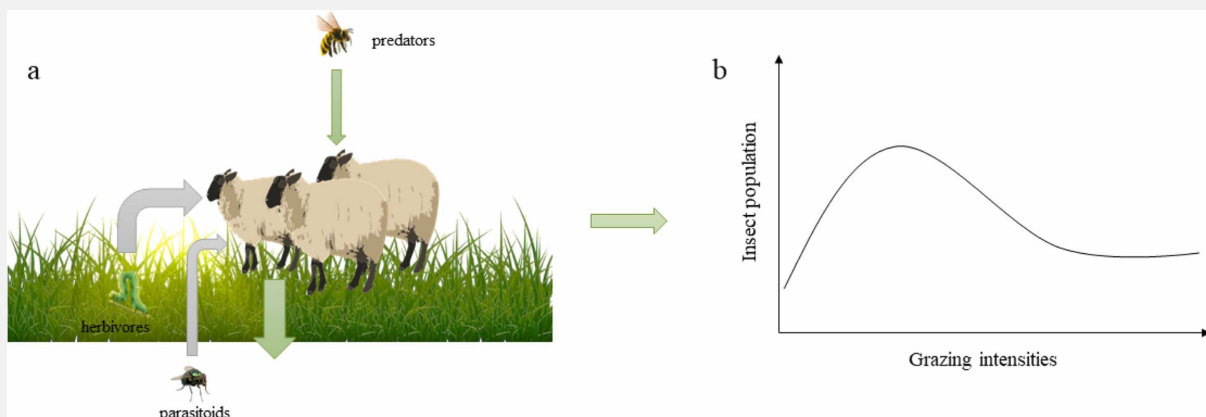 a
predators
herbivores
parasitoids
b
Insect population
Grazing intensities